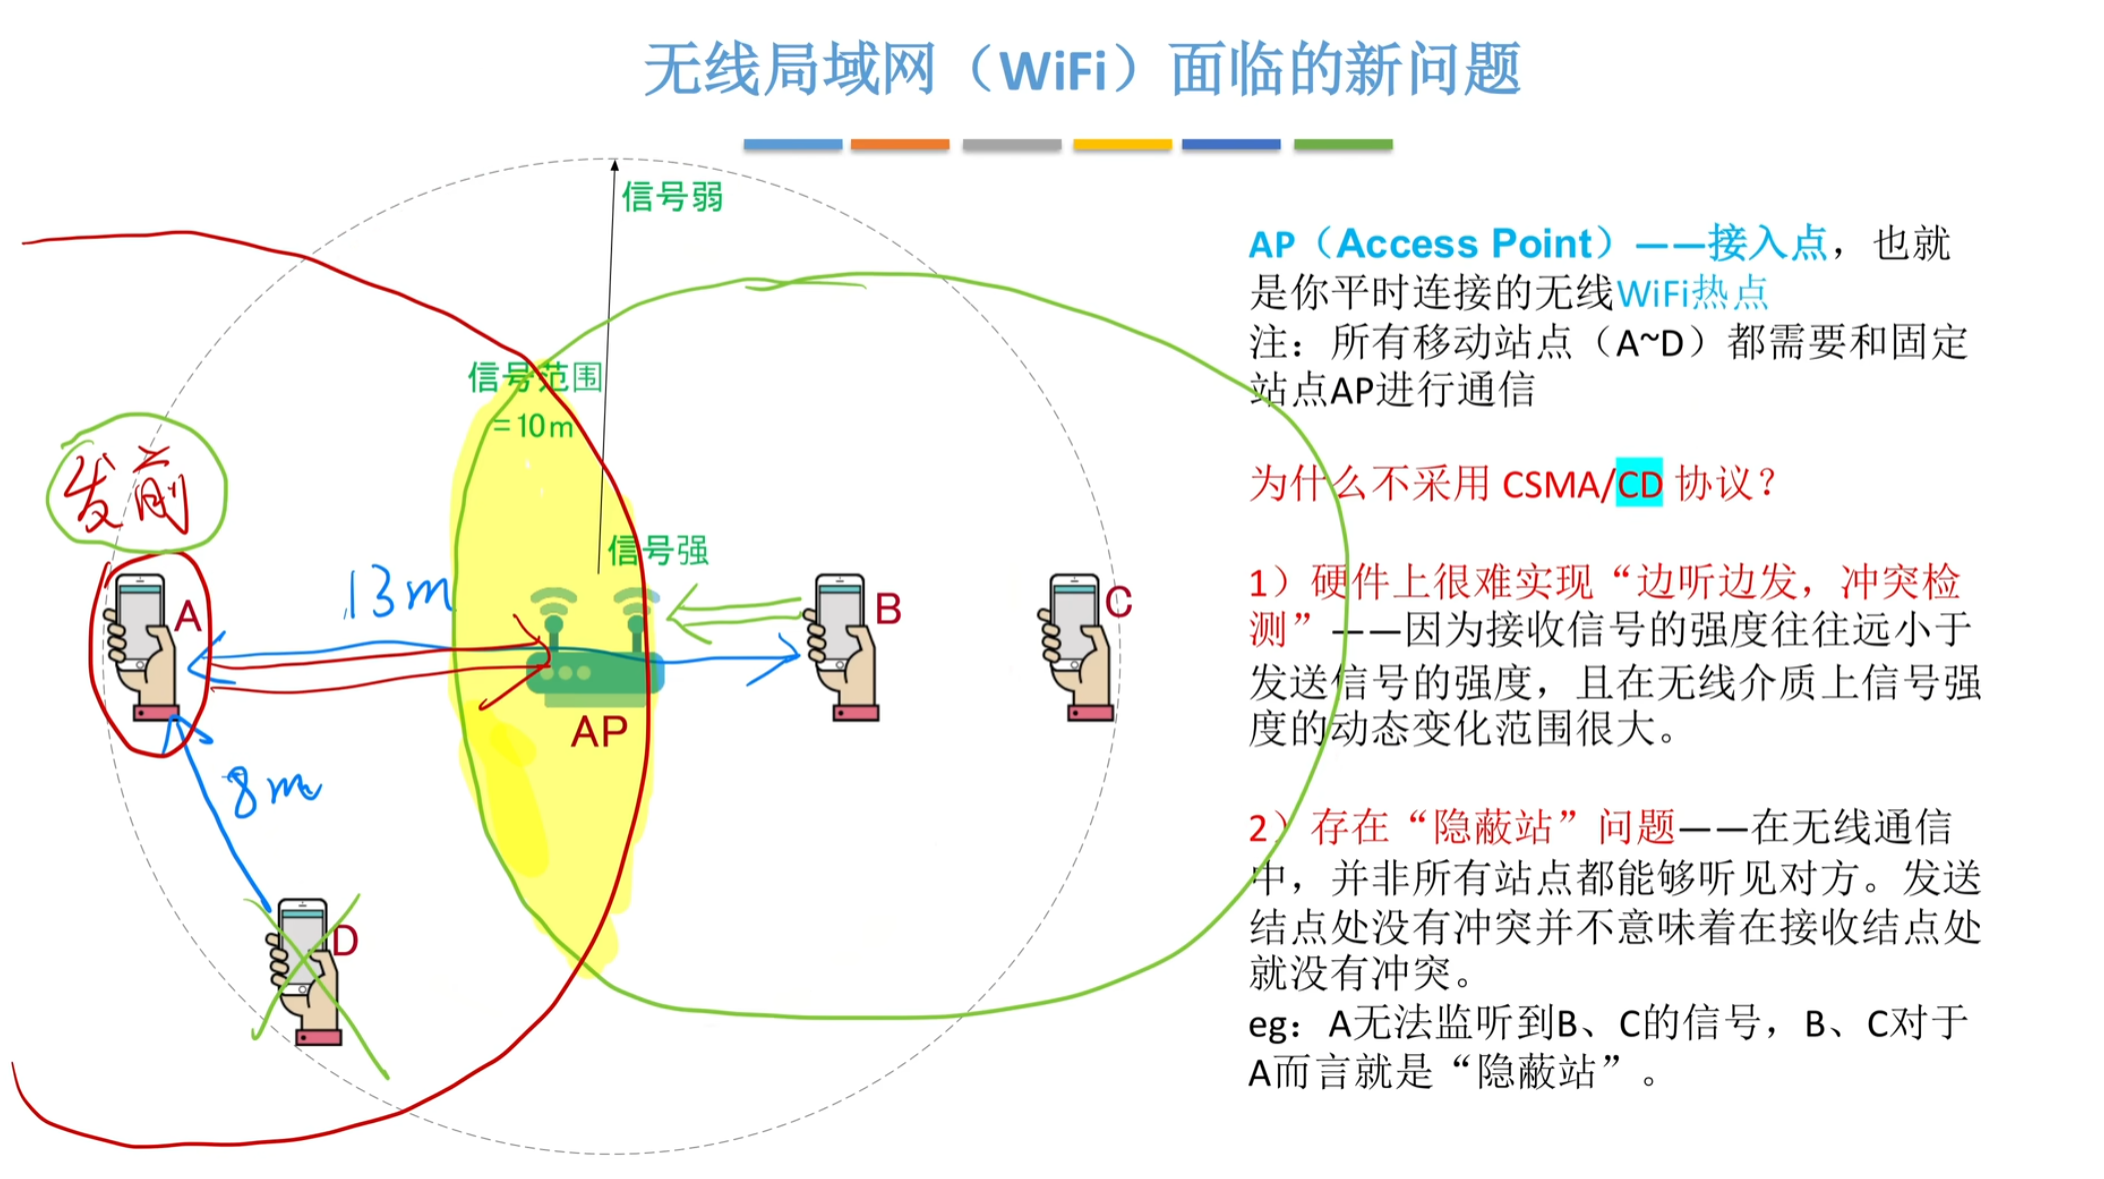 无线局域网（WiFi）面临的新问题
信号弱
信号范围
=10m
信号强
发前
A
13m
B
C
AP
8m
D
AP（Access Point）——接入点，也就
是你平时连接的无线WiFi热点
注：所有移动站点（A~D）都需要和固定
站点AP进行通信
为什么不采用 CSMA/CD 协议？
1）硬件上很难实现“边听边发，冲突检
测”——因为接收信号的强度往往远小于
发送信号的强度，且在无线介质上信号强
度的动态变化范围很大。
2）存在“隐蔽站”问题——在无线通信
中，并非所有站点都能够听见对方。发送
结点处没有冲突并不意味着在接收结点处
就没有冲突。
eg：A无法监听到B、C的信号，B、C对于
A而言就是“隐蔽站”。